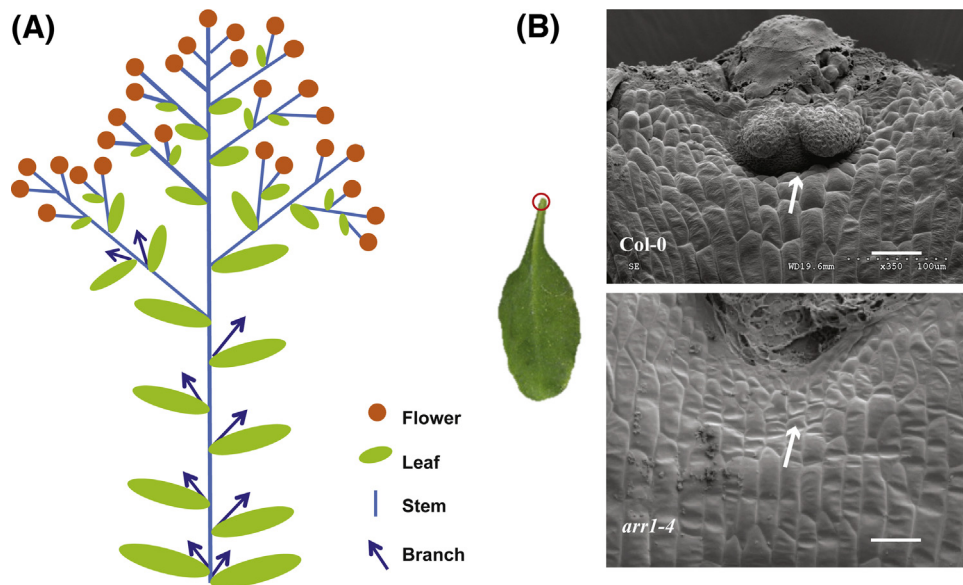 (A)
Flower
Leaf
Stem
Branch
(B)
Col-0
SE
WD19.6mm
x350
100um
arr1-4